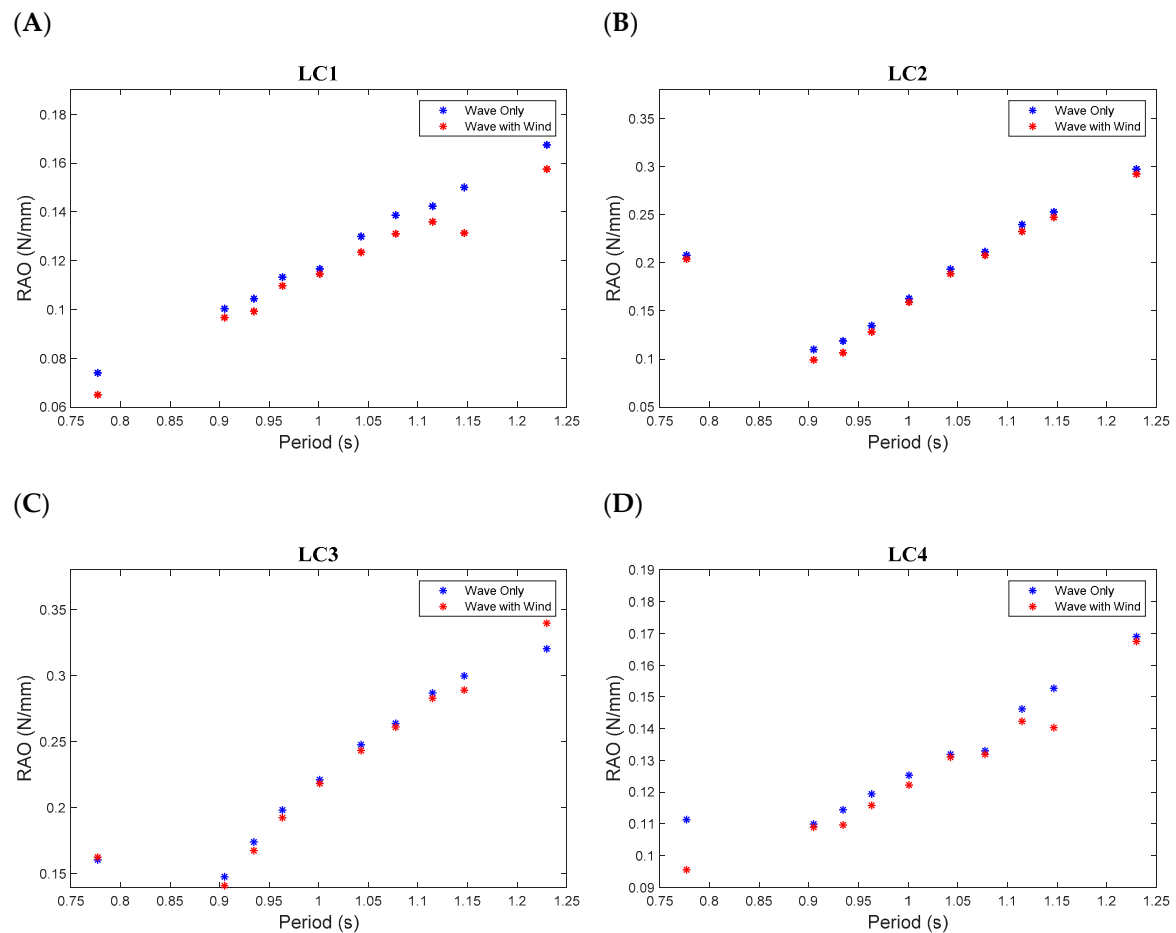 (A)
LC1
Wave Only
Wave with Wind
RAO (N/mm)
0.18
0.16
0.14
0.12
0.1
0.08
0.06
0.75 0.8 0.85 0.9 0.95 1 1.05 1.1 1.15 1.2 1.25
Period (s)
(B)
LC2
Wave Only
Wave with Wind
RAO (N/mm)
0.35
0.3
0.25
0.2
0.15
0.1
0.05
0.75 0.8 0.85 0.9 0.95 1 1.05 1.1 1.15 1.2 1.25
Period (s)
(C)
LC3
Wave Only
Wave with Wind
RAO (N/mm)
0.35
0.3
0.25
0.2
0.15
0.75 0.8 0.85 0.9 0.95 1 1.05 1.1 1.15 1.2 1.25
Period (s)
(D)
LC4
Wave Only
Wave with Wind
RAO (N/mm)
0.19
0.18
0.17
0.16
0.15
0.14
0.13
0.12
0.11
0.1
0.09
0.75 0.8 0.85 0.9 0.95 1 1.05 1.1 1.15 1.2 1.25
Period (s)